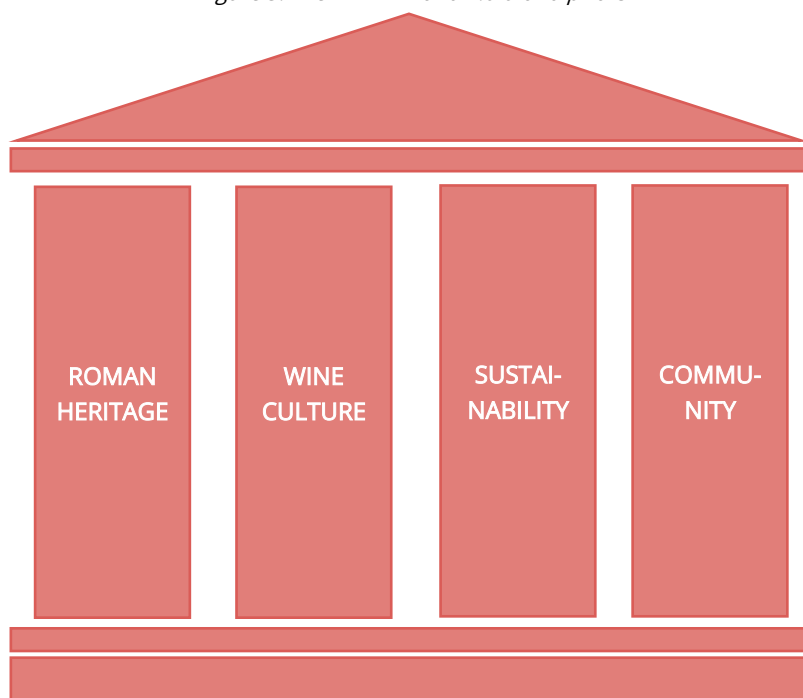 ROMAN
HERITAGE
WINE
CULTURE
SUSTAI-
NABILITY
COMMU-
NITY